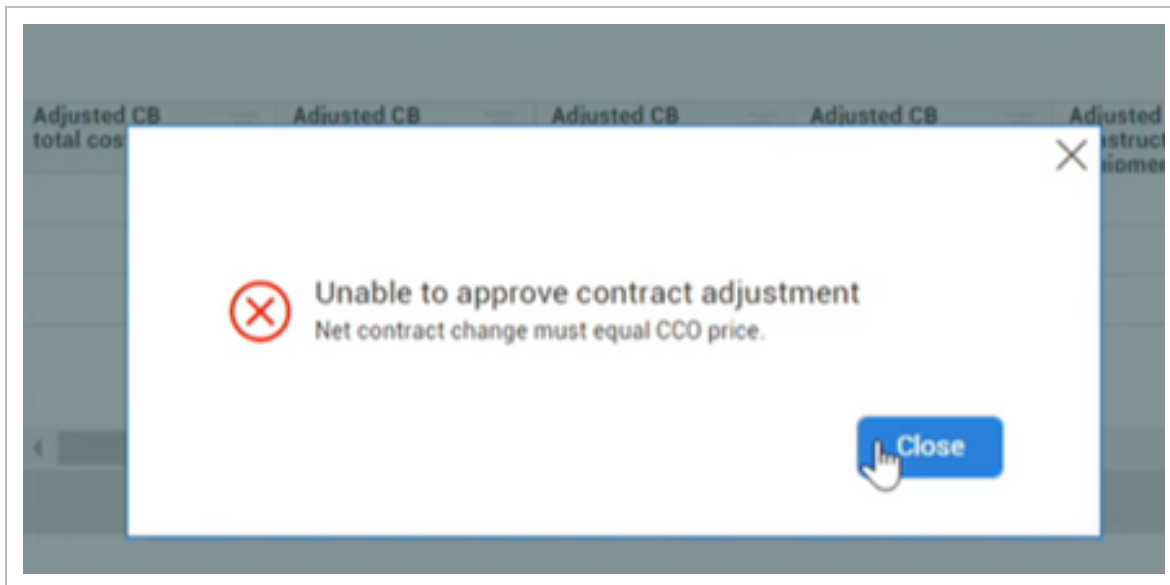 Adjusted CB Adjusted CB Adjusted CB Adjusted CB Adjusted
total
Unable to approve contract adjustment
Net contract change must equal CCO price.
Close